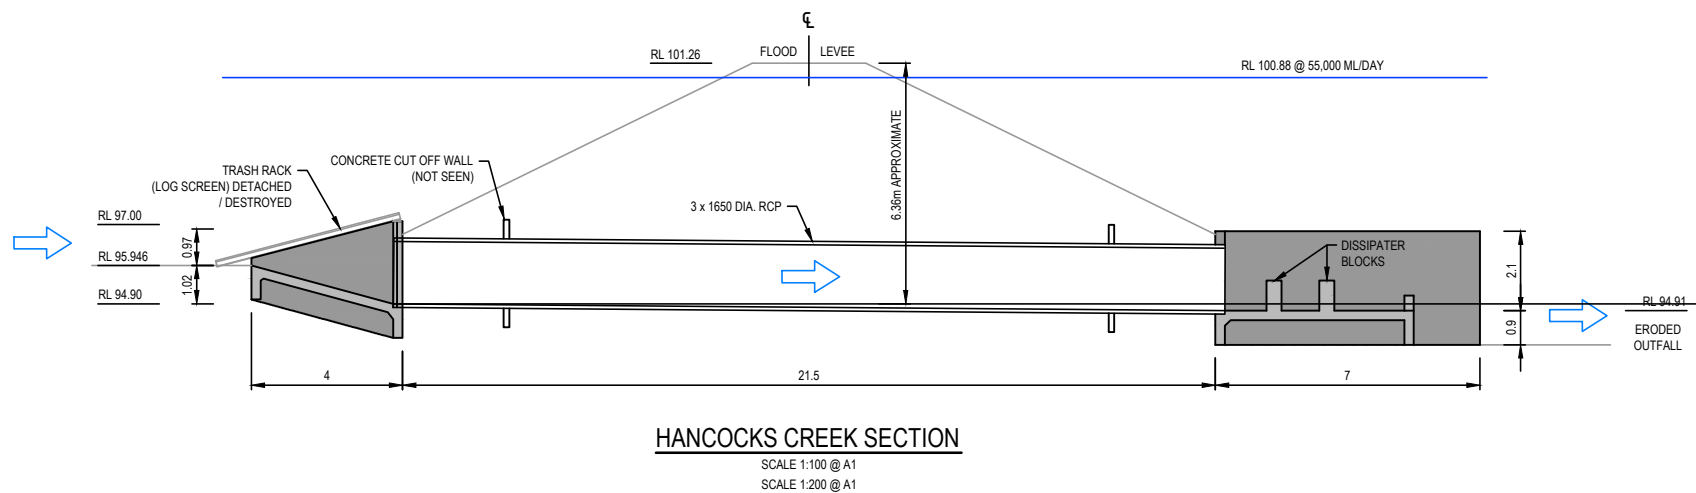 ℄
FLOOD LEVEE
RL 101.26
RL 100.88 @ 55,000 ML/DAY
6.36m APPROXIMATE
CONCRETE CUT OFF WALL
(NOT SEEN)
TRASH RACK
(LOG SCREEN) DETACHED
/ DESTROYED
3 x 1650 DIA. RCP
RL 97.00
0.97
RL 95.946
1.02
RL 94.90
DISSIPATER
BLOCKS
2.1
0.9
RL 94.91
ERODED
OUTFALL
4
21.5
7
HANCOCKS CREEK SECTION
SCALE 1:100 @ A1
SCALE 1:200 @ A1